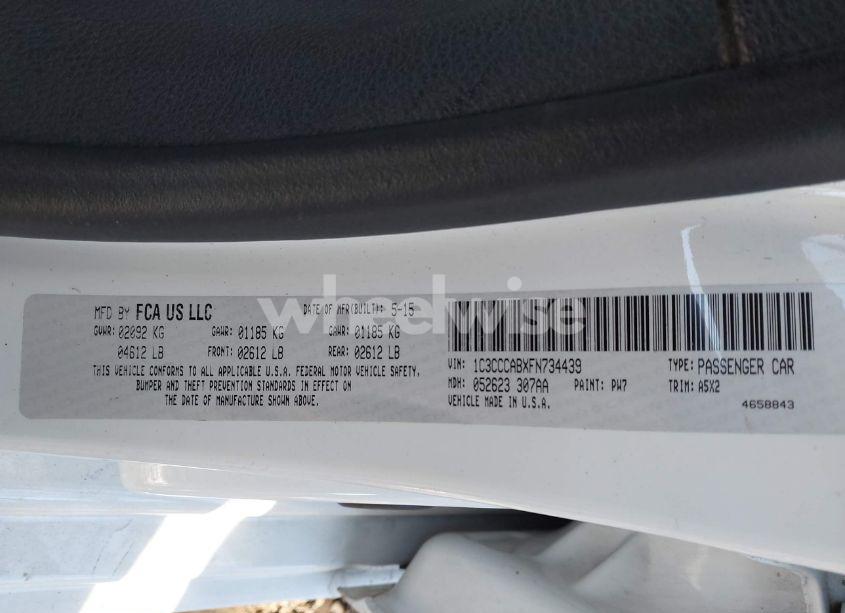 MFD BY FCA US LLC
DATE OF MFR(BUILT): 5-15
GVWR: 02092 KG GAWR: 01185 KG GAWR: 01185 KG
04612 LB FRONT: 02612 LB REAR: 02612 LB
THIS VEHICLE CONFORMS TO ALL APPLICABLE U.S.A. FEDERAL MOTOR VEHICLE SAFETY,
BUMPER AND THEFT PREVENTION STANDARDS IN EFFECT ON
THE DATE OF MANUFACTURE SHOWN ABOVE.
VIN: 1C3CCCABXFN734439 TYPE: PASSENGER CAR
MDH: 052623 307AA PAINT: PW7 TRIM: A5X2
VEHICLE MADE IN U.S.A.
4658843
wheelwise